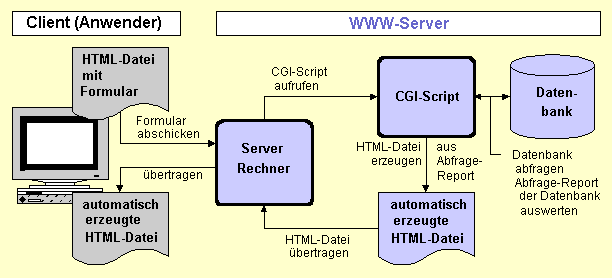 Client (Anwender)
WWW-Server
HTML-Datei
mit
Formular
CGI-Script
aufrufen
CGI-Script
Daten-
bank
Formular
abschicken
Server
Rechner
HTML-Datei
erzeugen
aus
Abfrage-
Report
Datenbank
abfragen
Abfrage-Report
der Datenbank
auswerten
übertragen
automatisch
erzeugte
HTML-Datei
HTML-Datei
übertragen
automatisch
erzeugte
HTML-Datei